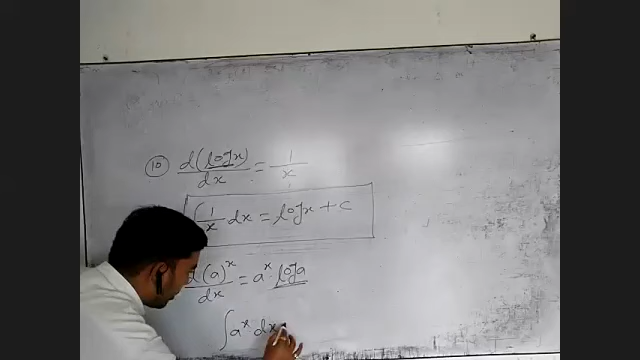 (10) d(logx)/dx = 1/x
∫ 1/x dx = logx + c
d(a)^x/dx = a^x loga
∫ a^x dx